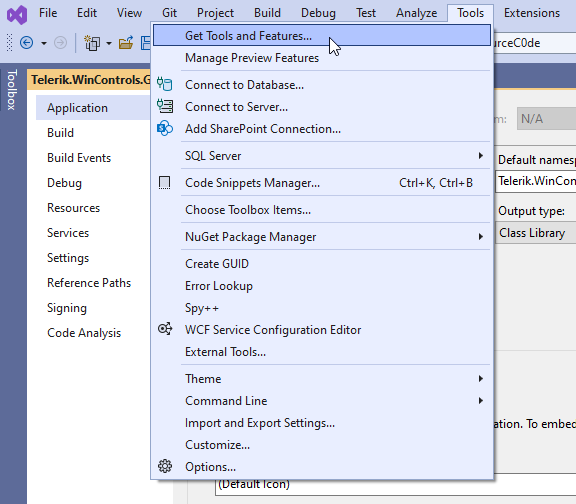 File Edit View Git Project Build Debug Test Analyze Tools Extensions
Get Tools and Features...
Manage Preview Features
Connect to Database...
Connect to Server...
Add SharePoint Connection...
SQL Server
Code Snippets Manager... Ctrl+K, Ctrl+B
Choose Toolbox Items...
NuGet Package Manager
Create GUID
Error Lookup
Spy++
WCF Service Configuration Editor
External Tools...
Theme
Command Line
Import and Export Settings...
Customize...
Options...
Toolbox
Telerik.WinControls.G
Application
Build
Build Events
Debug
Resources
Services
Settings
Reference Paths
Signing
Code Analysis
urceC0de
m: N/A
Default namesp
Telerik.WinCon
Output type:
Class Library
ation. To embed
(Default Icon)